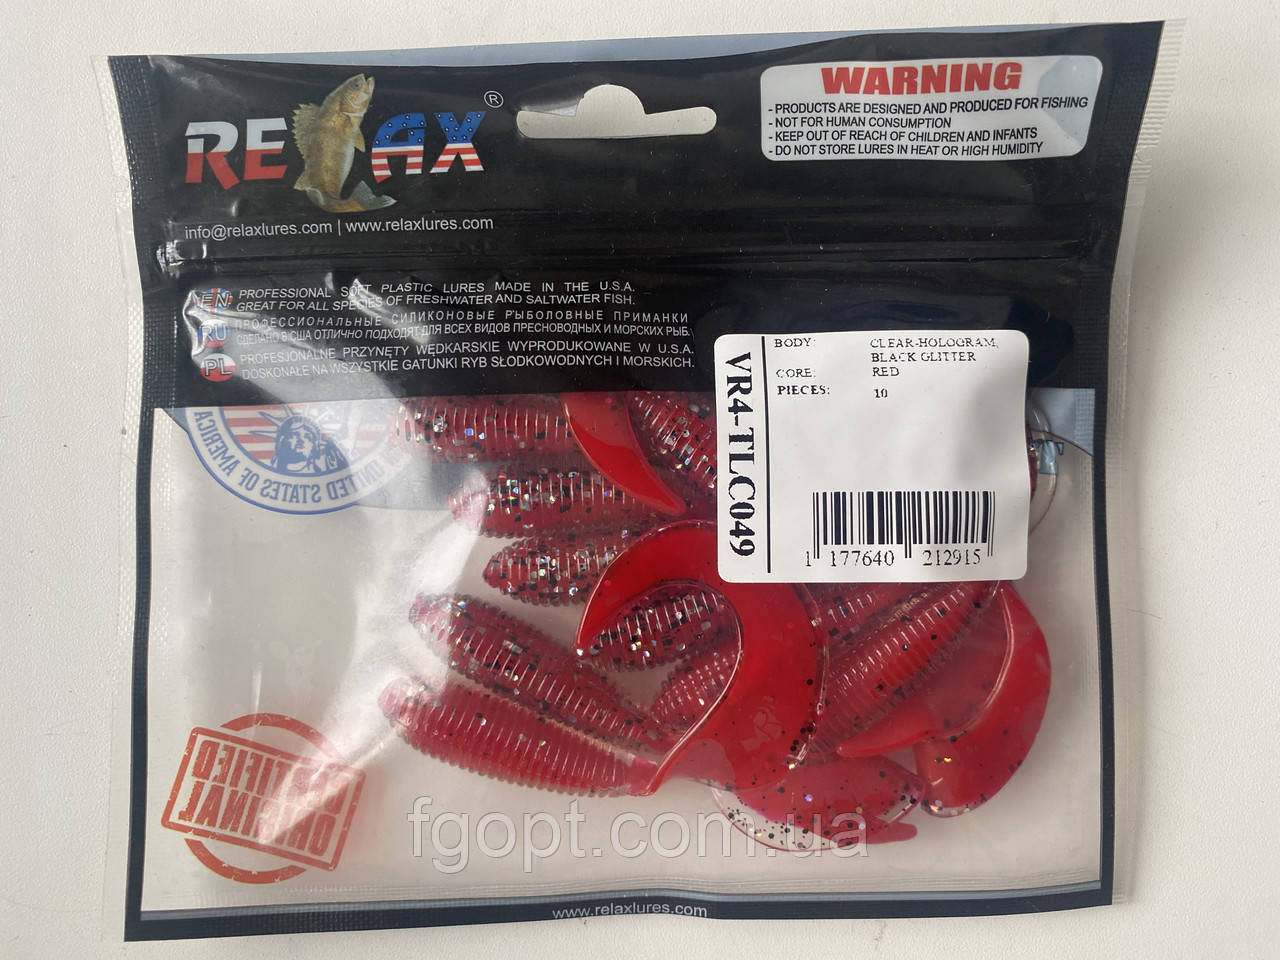 RELAX®
info@relaxlures.com | www.relaxlures.com
WARNING
- PRODUCTS ARE DESIGNED AND PRODUCED FOR FISHING
- NOT FOR HUMAN CONSUMPTION
- KEEP OUT OF REACH OF CHILDREN AND INFANTS
- DO NOT STORE LURES IN HEAT OR HIGH HUMIDITY
EN PROFESSIONAL SOFT PLASTIC LURES MADE IN THE U.S.A.
GREAT FOR ALL SPECIES OF FRESHWATER AND SALTWATER FISH.
RU ПРОФЕССИОНАЛЬНЫЕ СИЛИКОНОВЫЕ РЫБОЛОВНЫЕ ПРИМАНКИ
СДЕЛАНО В США ОТЛИЧНО ПОДХОДЯТ ДЛЯ ВСЕХ ВИДОВ ПРЕСНОВОДНЫХ И МОРСКИХ РЫБ.
PL PROFESJONALNE PRZYNĘTY WĘDKARSKIE WYPRODUKOWANE W U.S.A.
DOSKONAŁE NA WSZYSTKIE GATUNKI RYB SŁODKOWODNYCH I MORSKICH.
VR4-TLC049
BODY: CLEAR-HOLOGRAM,
BLACK GLITTER
CORE: RED
PIECES: 10
1 177640 212915
UNITED STATES OF AMERICA
CERTIFIED
ORIGINAL
fgopt.com.ua
www.relaxlures.com